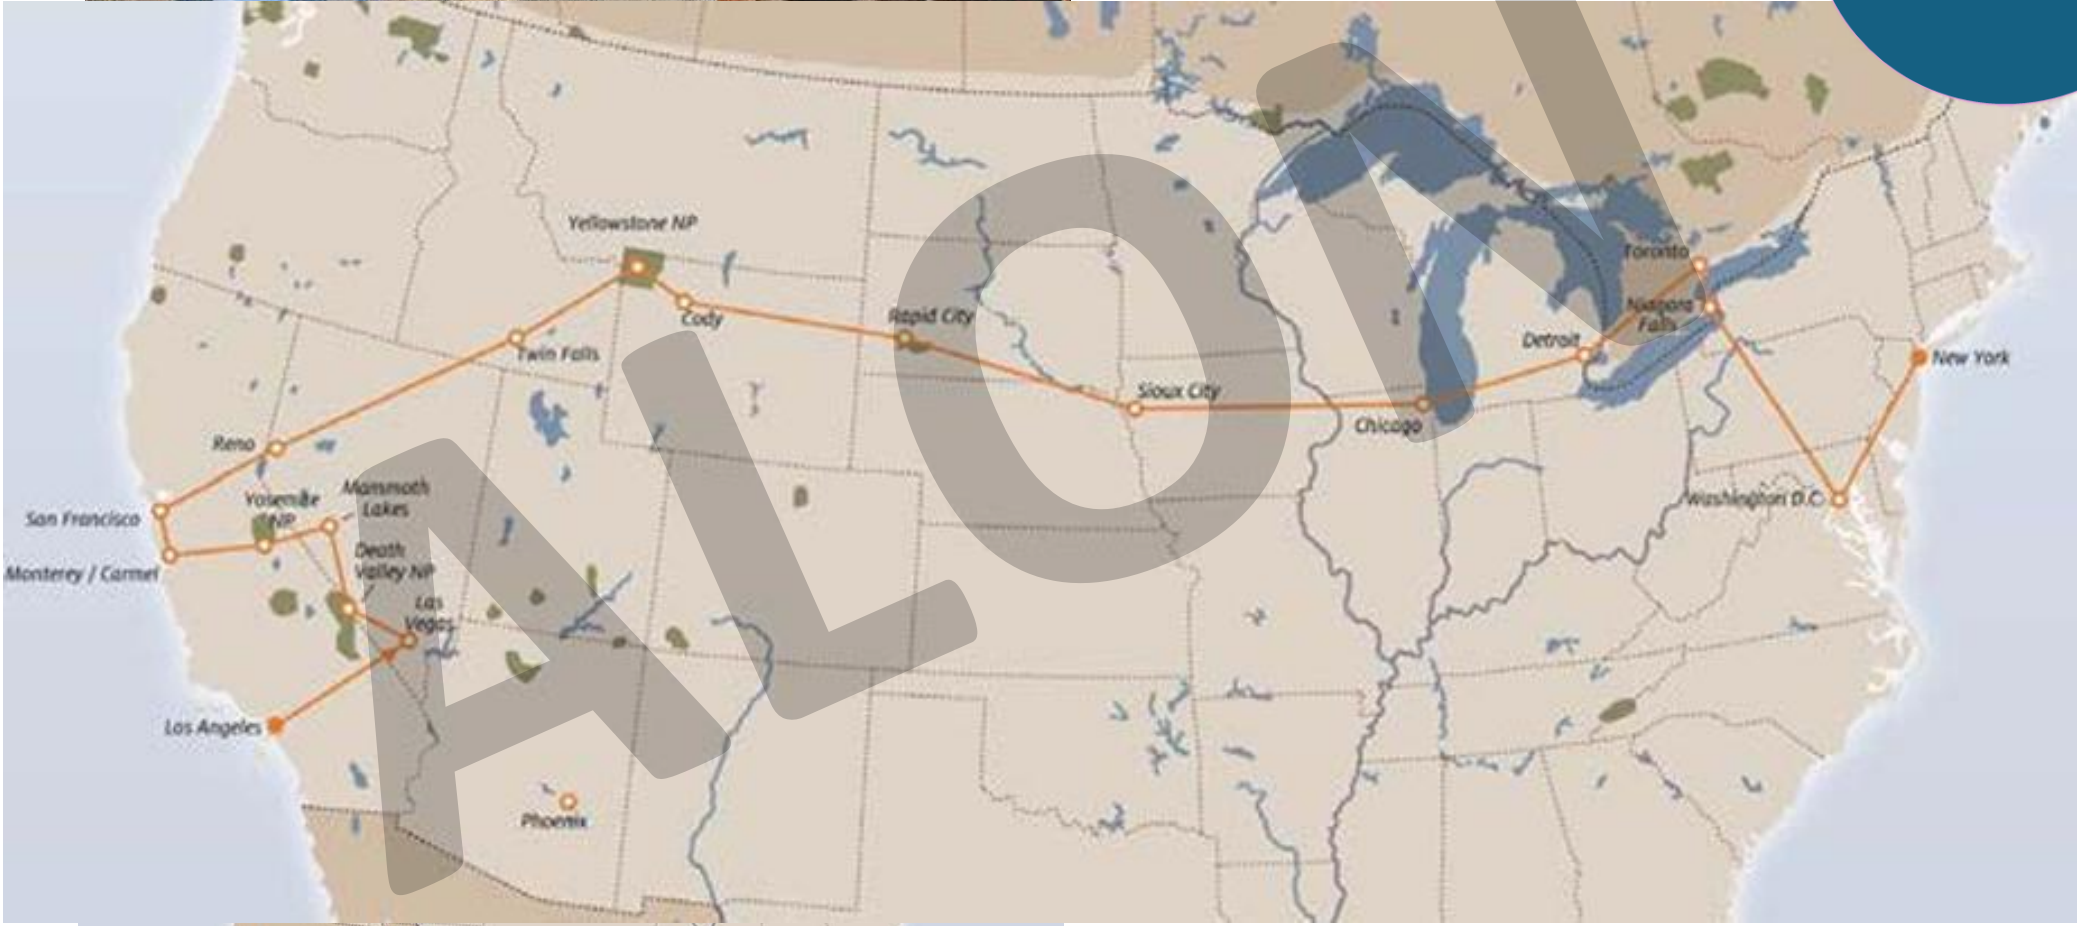 Yellowstone NP
Toronto
Niagara
Falls
Rapid City
Cody
Detroit
Twin Falls
New York
Sioux City
Chicago
Reno
Mammoth
Lakes
Yosemite
NP
San Francisco
Washington D.C.
Death
Valley NP
Monterey / Carmel
Las
Vegas
Los Angeles
Phoenix
ALON